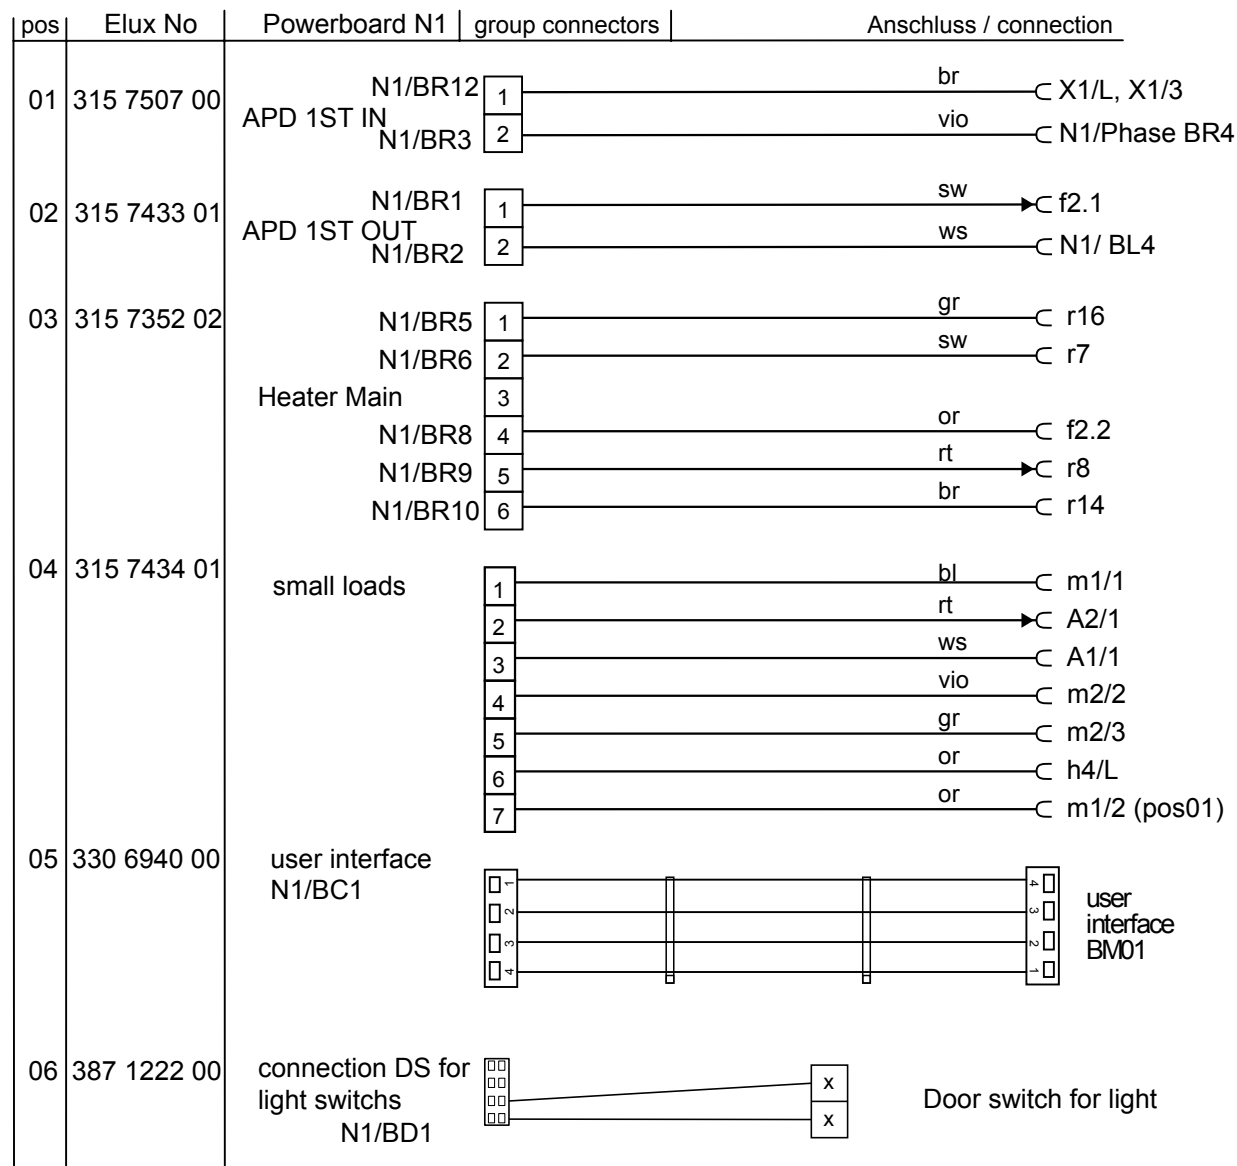 pos Elux No Powerboard N1 group connectors Anschluss / connection
01 315 7507 00 APD 1ST IN
N1/BR12 1 br X1/L, X1/3
N1/BR3 2 vio N1/Phase BR4
02 315 7433 01 APD 1ST OUT
N1/BR1 1 sw f2.1
N1/BR2 2 ws N1/ BL4
03 315 7352 02 Heater Main
N1/BR5 1 gr r16
N1/BR6 2 sw r7
3
N1/BR8 4 or f2.2
N1/BR9 5 rt r8
N1/BR10 6 br r14
04 315 7434 01 small loads
1 bl m1/1
2 rt A2/1
3 ws A1/1
4 vio m2/2
5 gr m2/3
6 or h4/L
7 or m1/2 (pos01)
05 330 6940 00 user interface
N1/BC1
1 4
2 3
3 2
4 1
user
interface
BM01
06 387 1222 00 connection DS for
light switchs
N1/BD1
x
x
Door switch for light